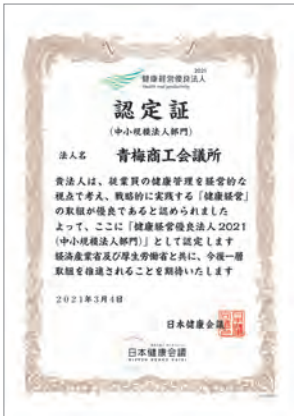 2021
健康経営優良法人
Health and productivity
認定証
(中小規模法人部門)
法人名 青梅商工会議所
貴法人は、従業員の健康管理を経営的な
視点で考え、戦略的に実践する「健康経営」
の取組が優良であると認められました
よって、ここに「健康経営優良法人2021
(中小規模法人部門)」として認定します
経済産業省及び厚生労働省と共に、今後一層
取組を推進されることを期待いたします
2021年3月4日
日本健康会議
日本健康会議
NIPPON KENKO KAIGI